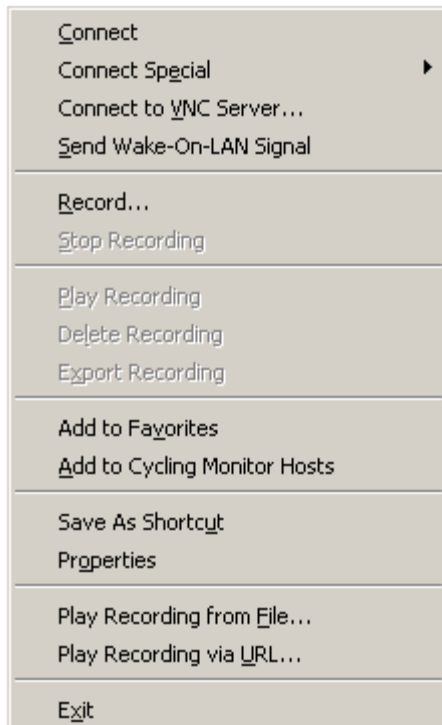 Connect
Connect Special
Connect to VNC Server...
Send Wake-On-LAN Signal
Record...
Stop Recording
Play Recording
Delete Recording
Export Recording
Add to Favorites
Add to Cycling Monitor Hosts
Save As Shortcut
Properties
Play Recording from File...
Play Recording via URL...
Exit